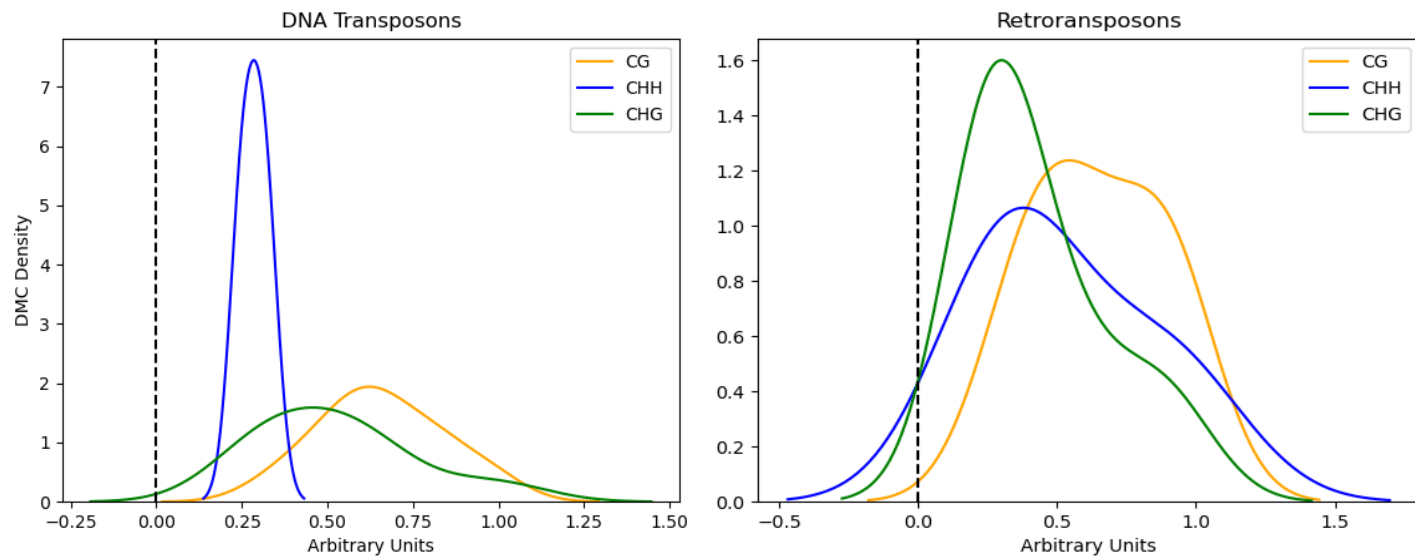 DNA Transposons
CG
CHH
CHG
7
6
5
4
3
2
1
0
DMC Density
-0.25
0.00
0.25
0.50
0.75
1.00
1.25
1.50
Arbitrary Units
Retroransposons
CG
CHH
CHG
1.6
1.4
1.2
1.0
0.8
0.6
0.4
0.2
0.0
−0.5
0.0
0.5
1.0
1.5
Arbitrary Units